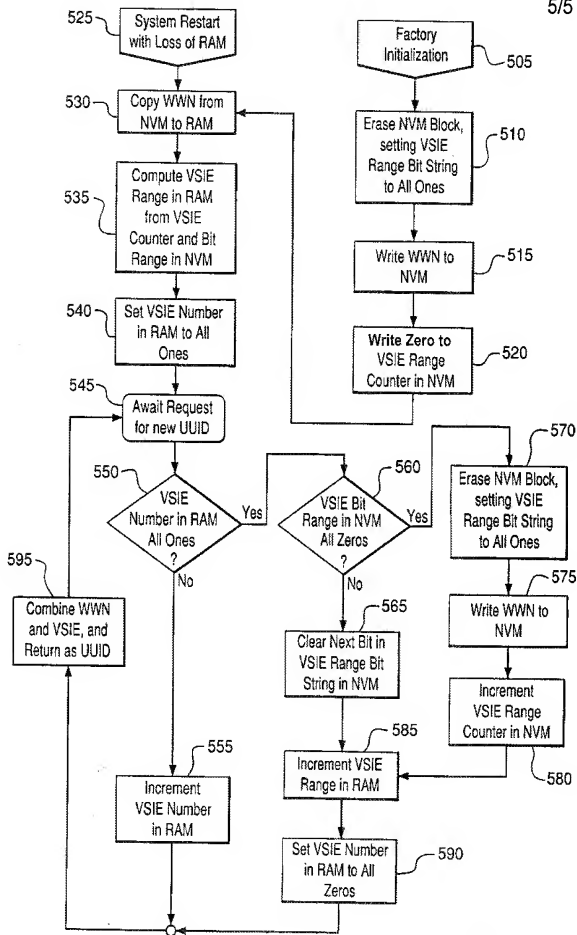 5/5
525
System Restart
with Loss of RAM
Factory
Initialization
505
530
Copy WWN from
NVM to RAM
Erase NVM Block,
setting VSIE
Range Bit String
to All Ones
510
535
Compute VSIE
Range in RAM
from VSIE
Counter and Bit
Range in NVM
Write WWN to
NVM
515
540
Set VSIE Number
in RAM to All
Ones
Write Zero to
VSIE Range
Counter in NVM
520
545
Await Request
for new UUID
550
VSIE
Number in RAM
All Ones
?
Yes
No
560
VSIE Bit
Range in NVM
All Zeros
?
Yes
No
570
Erase NVM Block,
setting VSIE
Range Bit String
to All Ones
595
Combine WWN
and VSIE, and
Return as UUID
565
Clear Next Bit in
VSIE Range Bit
String in NVM
575
Write WWN to
NVM
Increment
VSIE Range
Counter in NVM
580
555
Increment
VSIE Number
in RAM
585
Increment VSIE
Range in RAM
Set VSIE Number
in RAM to All
Zeros
590